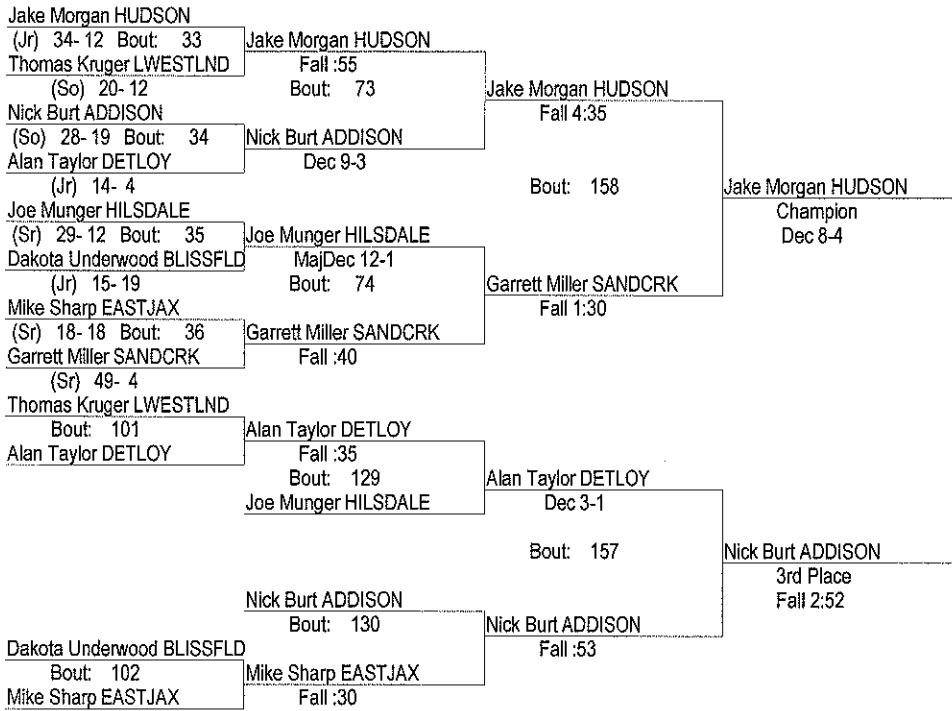 Jake Morgan HUDSON
(Jr) 34- 12 Bout: 33
Thomas Kruger LWESTLND
(So) 20- 12
Nick Burt ADDISON
(So) 28- 19 Bout: 34
Alan Taylor DETLOY
(Jr) 14- 4
Joe Munger HILSDALE
(Sr) 29- 12 Bout: 35
Dakota Underwood BLISSFLD
(Jr) 15- 19
Mike Sharp EASTJAX
(Sr) 18- 18 Bout: 36
Garrett Miller SANDCRK
(Sr) 49- 4
Jake Morgan HUDSON
Fall :55
Bout: 73
Nick Burt ADDISON
Dec 9-3
Joe Munger HILSDALE
MajDec 12-1
Bout: 74
Garrett Miller SANDCRK
Fall :40
Jake Morgan HUDSON
Fall 4:35
Bout: 158
Garrett Miller SANDCRK
Fall 1:30
Jake Morgan HUDSON
Champion
Dec 8-4
Thomas Kruger LWESTLND
Bout: 101
Alan Taylor DETLOY
Dakota Underwood BLISSFLD
Bout: 102
Mike Sharp EASTJAX
Alan Taylor DETLOY
Fall :35
Bout: 129
Joe Munger HILSDALE
Nick Burt ADDISON
Bout: 130
Mike Sharp EASTJAX
Fall :30
Alan Taylor DETLOY
Dec 3-1
Bout: 157
Nick Burt ADDISON
Fall :53
Nick Burt ADDISON
3rd Place
Fall 2:52